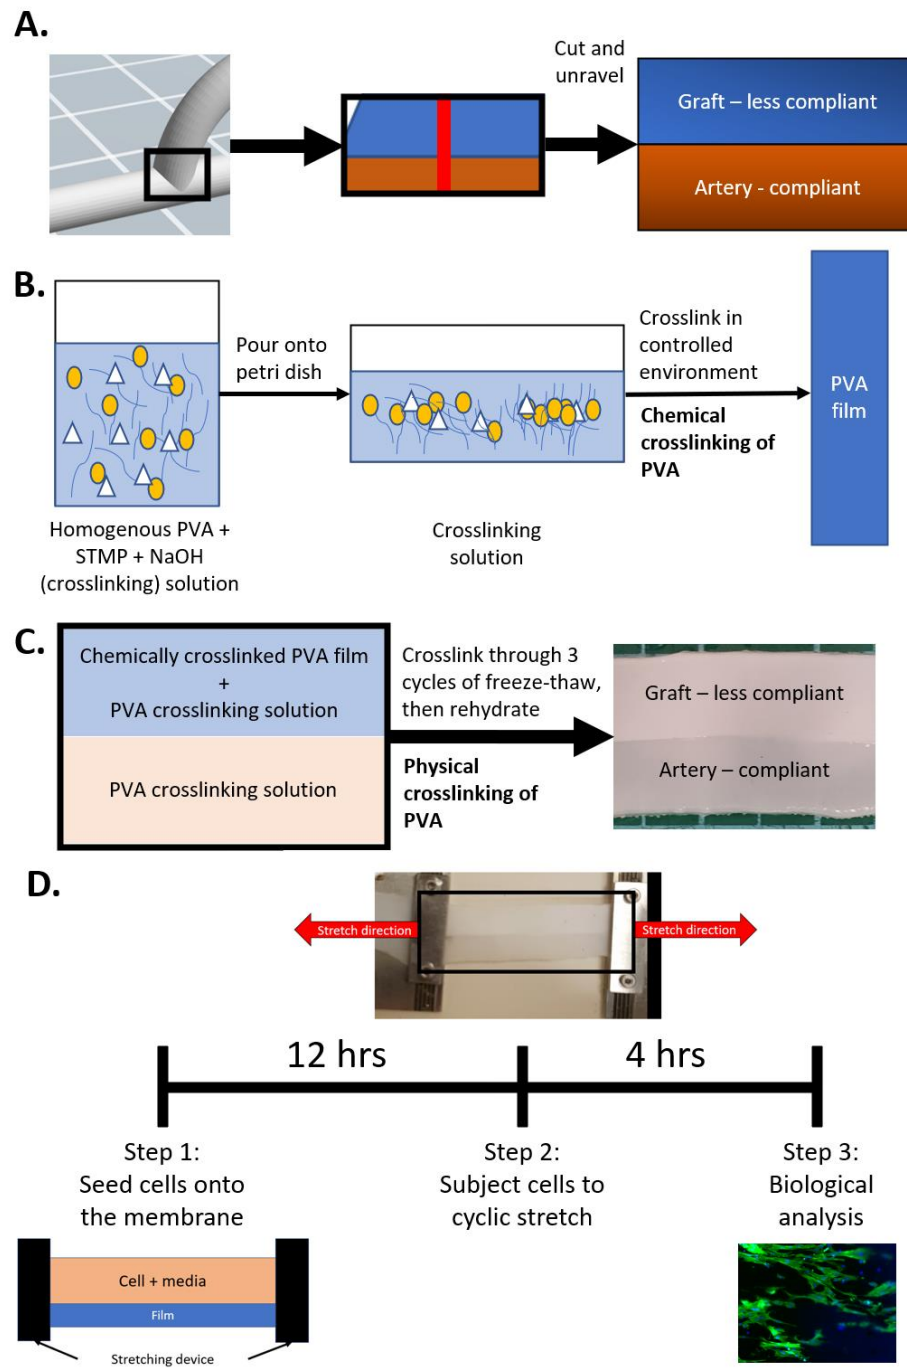 A.
Cut and
unravel
Graft – less compliant
Artery - compliant
B.
Pour onto
petri dish
Crosslink in
controlled
environment
Chemical
crosslinking of
PVA
PVA
film
Homogenous PVA +
STMP + NaOH
(crosslinking) solution
Crosslinking
solution
C.
Chemically crosslinked PVA film
+
PVA crosslinking solution
PVA crosslinking solution
Crosslink through 3
cycles of freeze-thaw,
then rehydrate
Physical
crosslinking of
PVA
Graft – less compliant
Artery – compliant
D.
Stretch direction
Stretch direction
12 hrs
4 hrs
Step 1:
Seed cells onto
the membrane
Step 2:
Subject cells to
cyclic stretch
Step 3:
Biological
analysis
Cell + media
Film
Stretching device